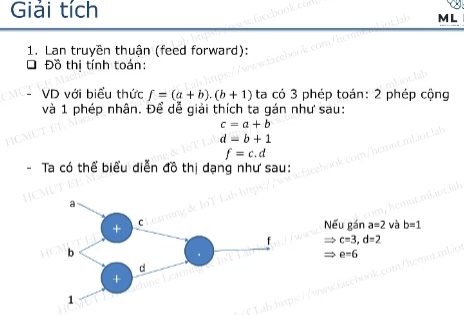 Giải tích
ML
1. Lan truyền thuận (feed forward):
Đồ thị tính toán:
- VD với biểu thức f = (a + b). (b + 1) ta có 3 phép toán: 2 phép cộng
và 1 phép nhân. Để dễ giải thích ta gán như sau:
c = a + b
d = b + 1
f = c. d
- Ta có thể biểu diễn đồ thị dạng như sau:
a
c
+
Nếu gán a=2 và b=1
f
⇒ c=3, d=2
b
.
⇒ e=6
d
+
1